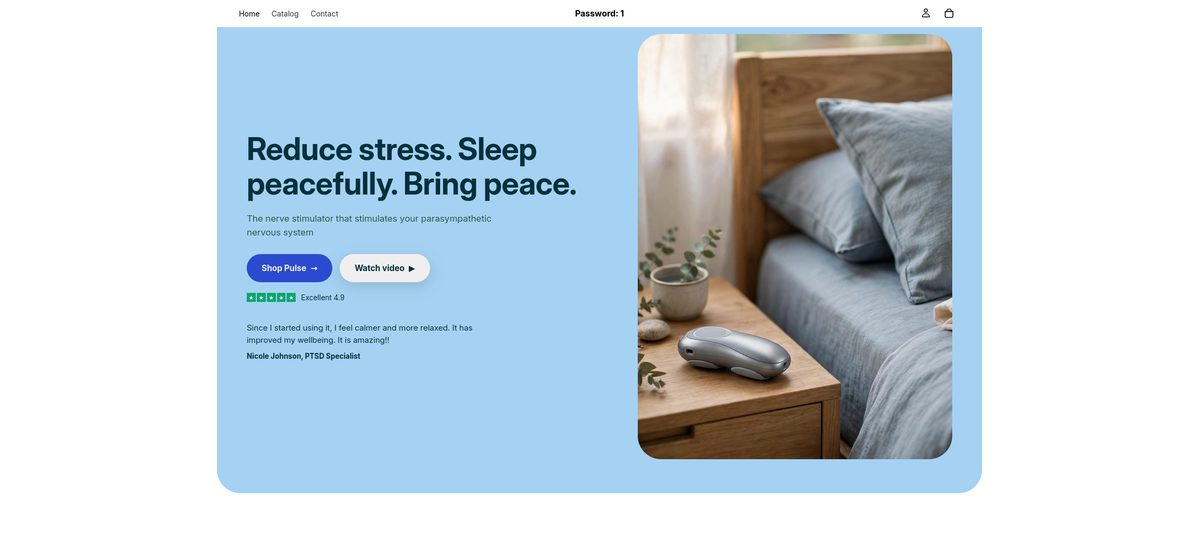 Home Catalog Contact
Password: 1
Reduce stress. Sleep
peacefully. Bring peace.
The nerve stimulator that stimulates your parasympathetic
nervous system
Shop Pulse →
Watch video ▶
Excellent 4.9
Since I started using it, I feel calmer and more relaxed. It has
improved my wellbeing. It is amazing!!
Nicole Johnson, PTSD Specialist